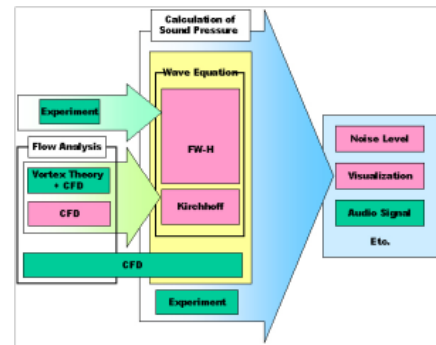 Calculation of
Sound Pressure
Wave Equation
Experiment
FW-H
Flow Analysis
Vortex Theory
+ CFD
CFD
Kirchhoff
CFD
Experiment
Noise Level
Visualization
Audio Signal
Etc.